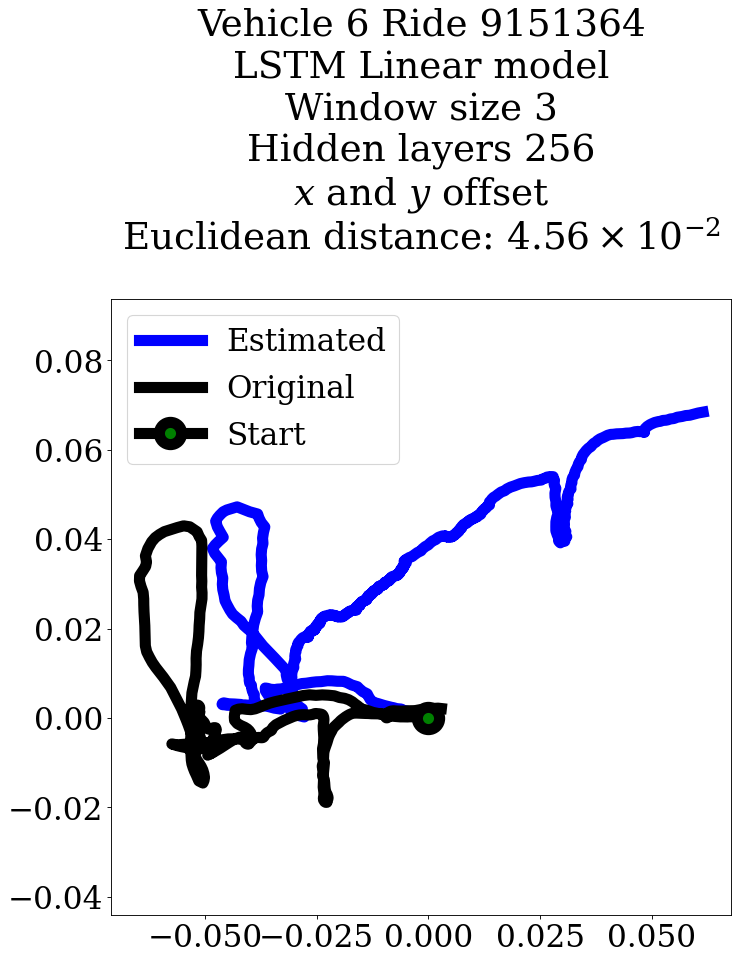 Vehicle 6 Ride 9151364
LSTM Linear model
Window size 3
Hidden layers 256
x and y offset
Euclidean distance: 4.56 × 10⁻²
Estimated
Original
Start
0.08
0.06
0.04
0.02
0.00
−0.02
−0.04
−0.050 −0.025 0.000 0.025 0.050